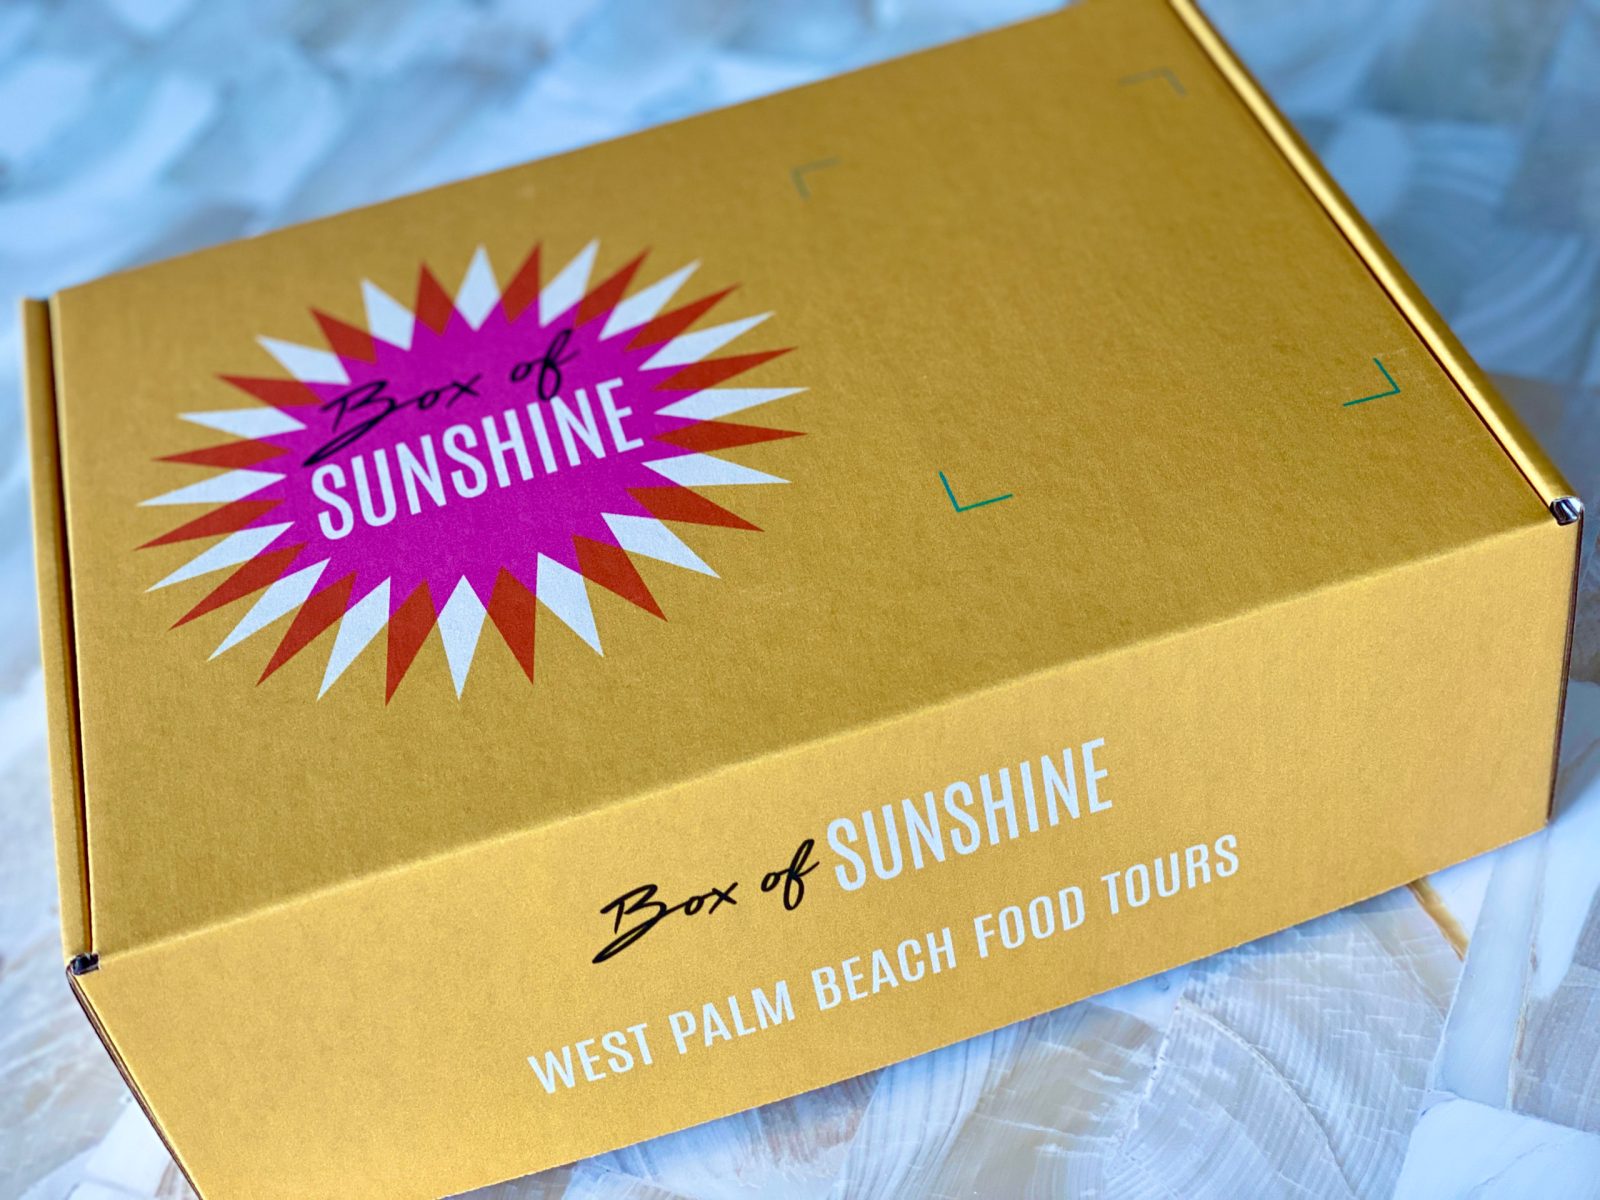 Box of
SUNSHINE
Box of SUNSHINE
WEST PALM BEACH FOOD TOURS